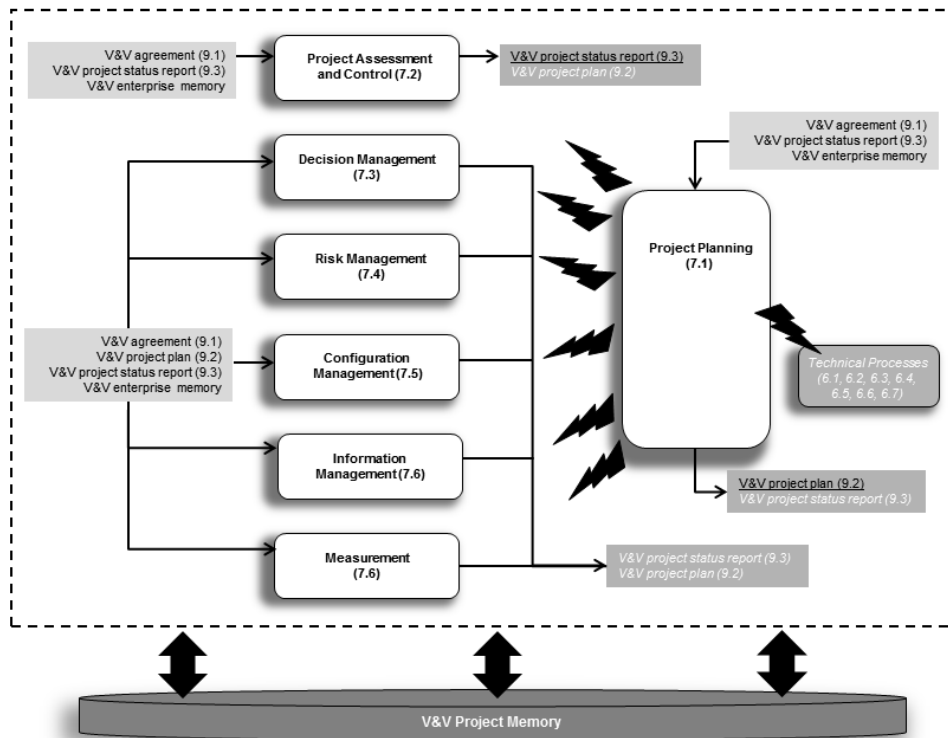 V&V agreement (9.1)
V&V project status report (9.3)
V&V enterprise memory
Project Assessment
and Control (7.2)
V&V project status report (9.3)
V&V project plan (9.2)
V&V agreement (9.1)
V&V project status report (9.3)
V&V enterprise memory
Decision Management
(7.3)
Project Planning
(7.1)
Risk Management
(7.4)
V&V agreement (9.1)
V&V project plan (9.2)
V&V project status report (9.3)
V&V enterprise memory
Configuration
Management (7.5)
Technical Processes
(6.1, 6.2, 6.3, 6.4,
6.5, 6.6, 6.7)
Information
Management (7.6)
V&V project plan (9.2)
V&V project status report (9.3)
Measurement
(7.6)
V&V project status report (9.3)
V&V project plan (9.2)
V&V Project Memory